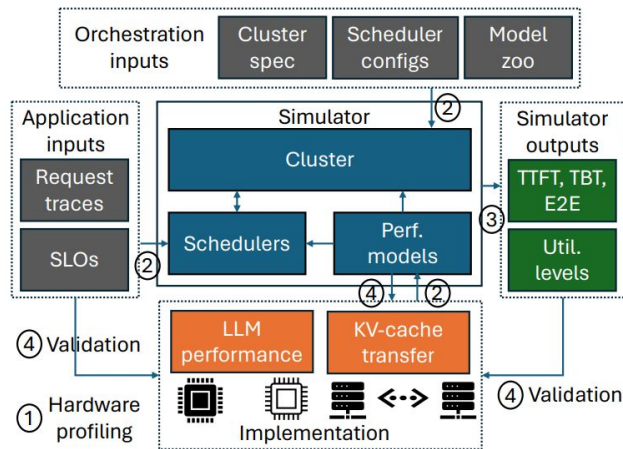 Orchestration
inputs
Cluster
spec
Scheduler
configs
Model
zoo
2
Application
inputs
Request
traces
SLOs
2
Simulator
Cluster
Schedulers
Perf.
models
3
Simulator
outputs
TTFT, TBT,
E2E
Util.
levels
4
2
4 Validation
LLM
performance
KV-cache
transfer
4 Validation
1 Hardware
profiling
Implementation